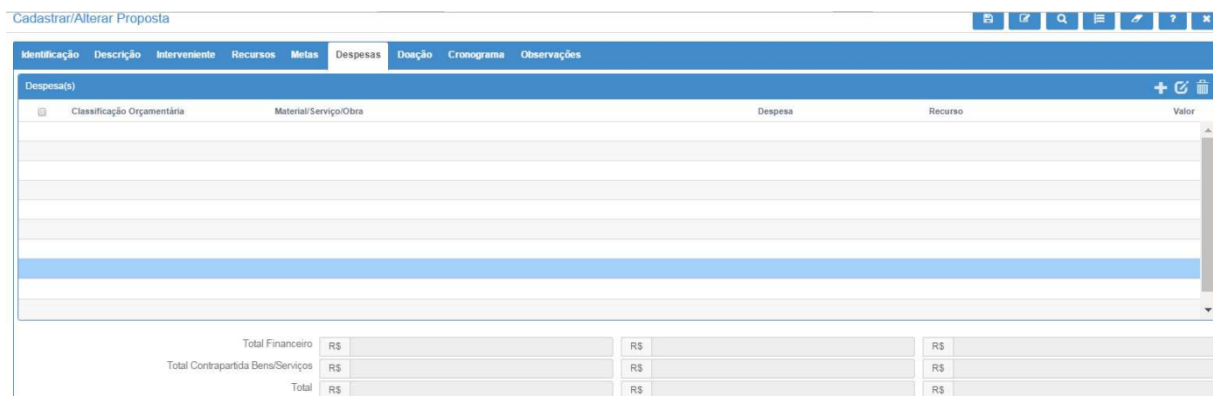 Cadastrar/Alterar Proposta
Identificação Descrição Interveniente Recursos Metas Despesas Doação Cronograma Observações
Despesa(s)
Classificação Orçamentária Material/Serviço/Obra Despesa Recurso Valor
Total Financeiro R$ R$ R$
Total Contrapartida Bens/Serviços R$ R$ R$
Total R$ R$ R$